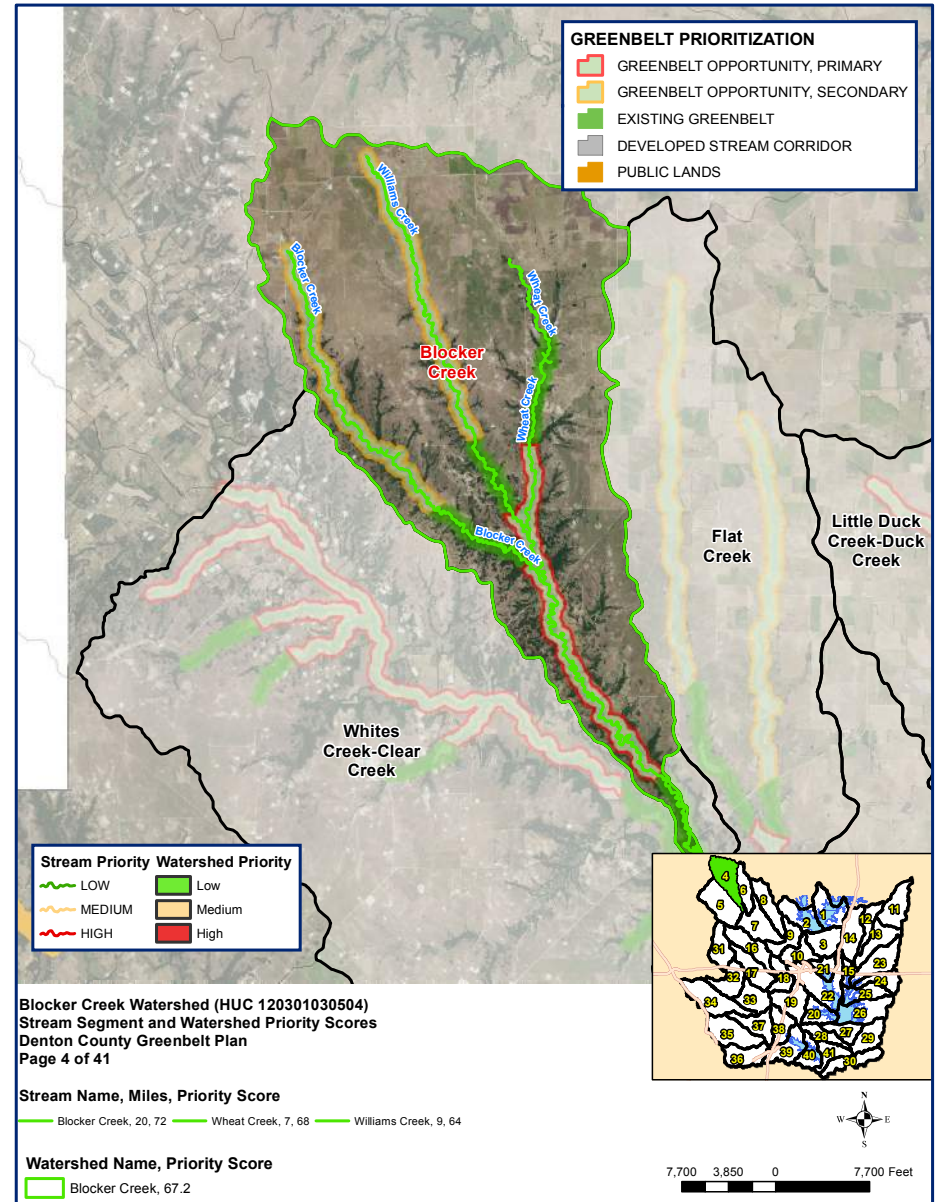 GREENBELT PRIORITIZATION
GREENBELT OPPORTUNITY, PRIMARY
GREENBELT OPPORTUNITY, SECONDARY
EXISTING GREENBELT
DEVELOPED STREAM CORRIDOR
PUBLIC LANDS
Williams Creek
Blocker Creek
Wheat Creek
Blocker
Creek
Wheat Creek
Blocker Creek
Flat
Creek
Little Duck
Creek-Duck
Creek
Whites
Creek-Clear
Creek
Stream Priority Watershed Priority
LOW Low
MEDIUM Medium
HIGH High
4
6
8
5
7
2
1
12
11
9
14
13
3
31
16
10
23
32
17
18
21
15
24
34
33
19
22
25
26
20
35
37
38
28
27
29
36
39
40
41
30
Blocker Creek Watershed (HUC 120301030504)
Stream Segment and Watershed Priority Scores
Denton County Greenbelt Plan
Page 4 of 41
Stream Name, Miles, Priority Score
Blocker Creek, 20, 72 Wheat Creek, 7, 68 Williams Creek, 9, 64
N
W E
S
Watershed Name, Priority Score
Blocker Creek, 67.2
7,700 3,850 0 7,700 Feet